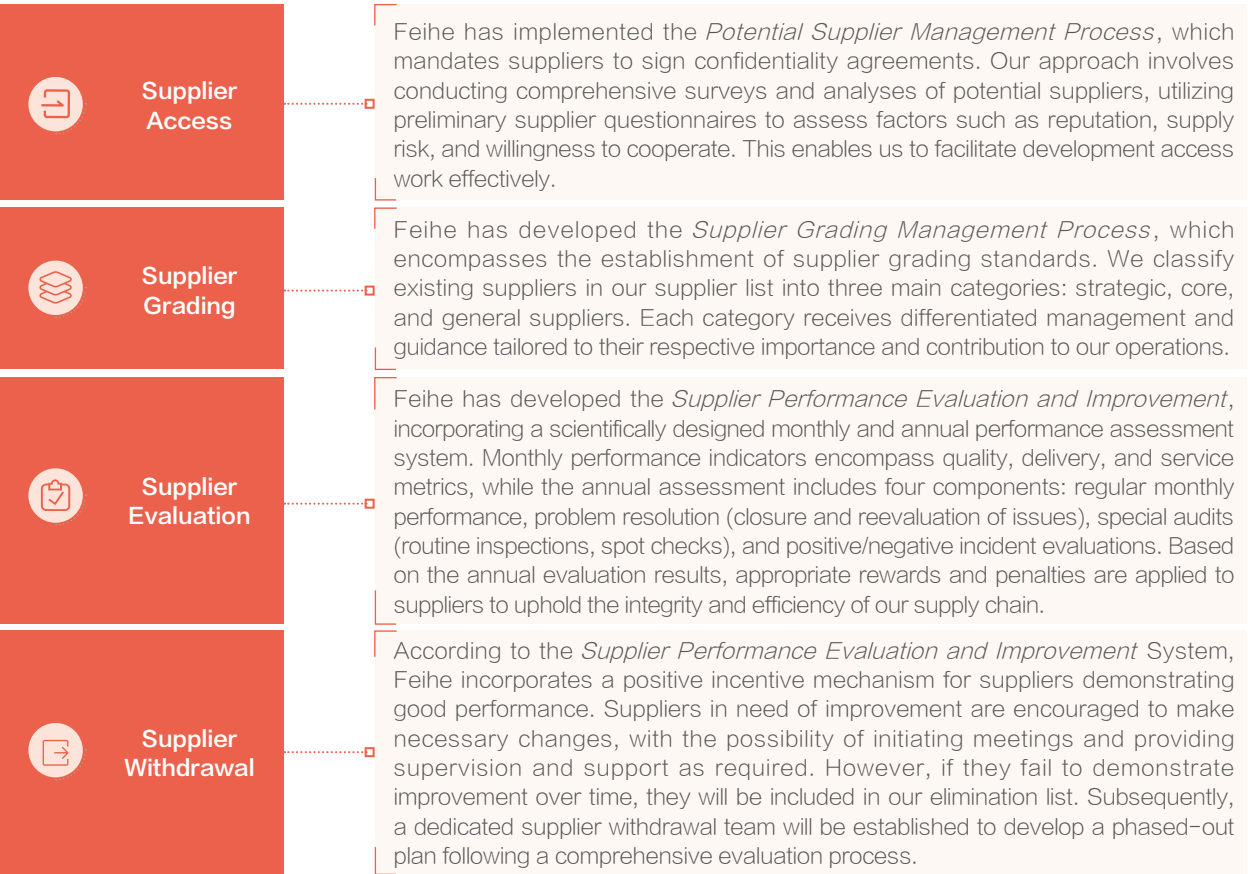 Supplier
Access
Feihe has implemented the Potential Supplier Management Process, which
mandates suppliers to sign confidentiality agreements. Our approach involves
conducting comprehensive surveys and analyses of potential suppliers, utilizing
preliminary supplier questionnaires to assess factors such as reputation, supply
risk, and willingness to cooperate. This enables us to facilitate development access
work effectively.
Supplier
Grading
Feihe has developed the Supplier Grading Management Process, which
encompasses the establishment of supplier grading standards. We classify
existing suppliers in our supplier list into three main categories: strategic, core,
and general suppliers. Each category receives differentiated management and
guidance tailored to their respective importance and contribution to our operations.
Supplier
Evaluation
Feihe has developed the Supplier Performance Evaluation and Improvement,
incorporating a scientifically designed monthly and annual performance assessment
system. Monthly performance indicators encompass quality, delivery, and service
metrics, while the annual assessment includes four components: regular monthly
performance, problem resolution (closure and reevaluation of issues), special audits
(routine inspections, spot checks), and positive/negative incident evaluations. Based
on the annual evaluation results, appropriate rewards and penalties are applied to
suppliers to uphold the integrity and efficiency of our supply chain.
Supplier
Withdrawal
According to the Supplier Performance Evaluation and Improvement System,
Feihe incorporates a positive incentive mechanism for suppliers demonstrating
good performance. Suppliers in need of improvement are encouraged to make
necessary changes, with the possibility of initiating meetings and providing
supervision and support as required. However, if they fail to demonstrate
improvement over time, they will be included in our elimination list. Subsequently,
a dedicated supplier withdrawal team will be established to develop a phased-out
plan following a comprehensive evaluation process.